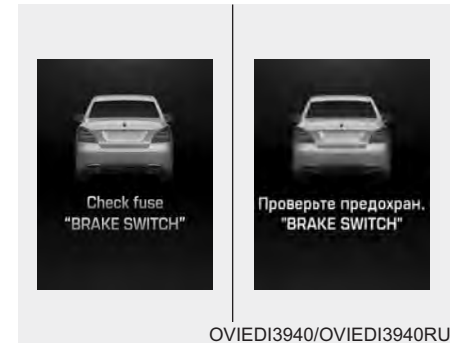 Check fuse
“BRAKE SWITCH”
Проверьте предохран.
"BRAKE SWITCH"
OVIEDI3940/OVIEDI3940RU